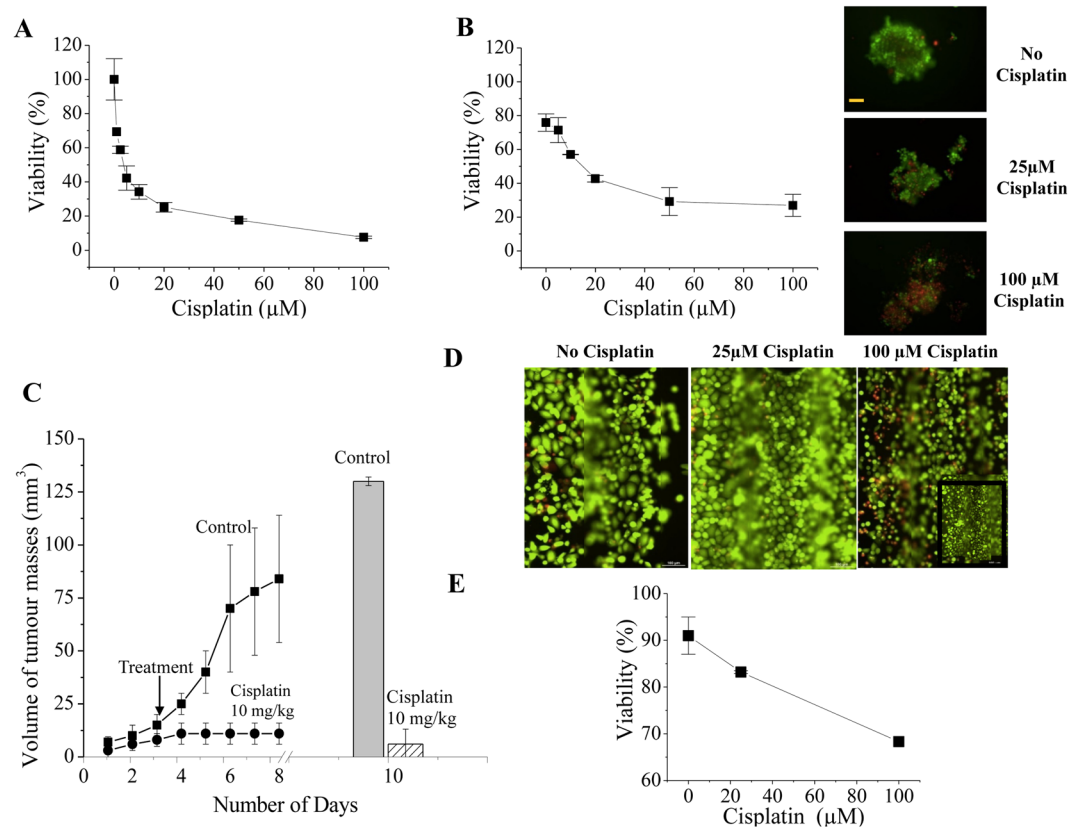 A
120
100
80
60
40
20
0
Viability (%)
0 20 40 60 80 100
Cisplatin (µM)
B
120
100
80
60
40
20
0
Viability (%)
0 20 40 60 80 100
Cisplatin (µM)
No
Cisplatin
25µM
Cisplatin
100 µM
Cisplatin
C
150
125
100
75
50
25
0
Volume of tumour masses (mm³)
Control
Control
Treatment
Cisplatin
10 mg/kg
Cisplatin
10 mg/kg
0 2 4 6 8 10
Number of Days
D
No Cisplatin 25µM Cisplatin 100 µM Cisplatin
E
100
90
80
70
60
Viability (%)
0 20 40 60 80 100
Cisplatin (µM)